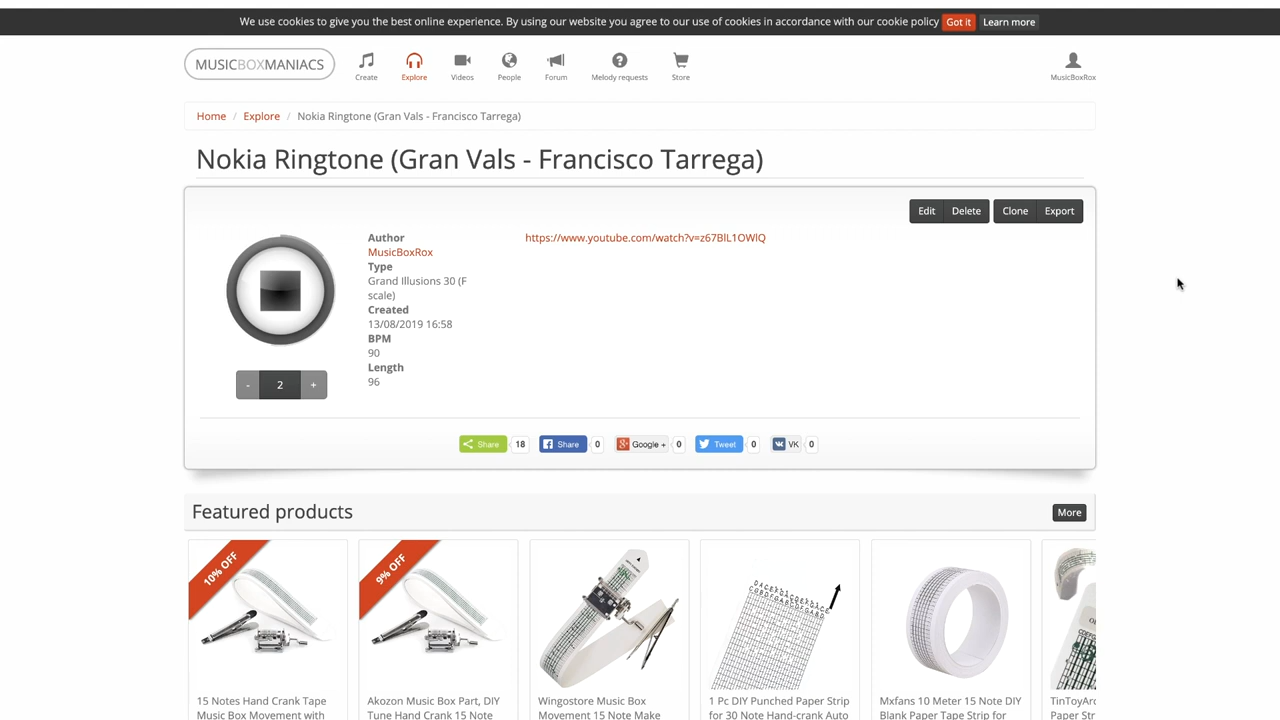 We use cookies to give you the best online experience. By using our website you agree to our use of cookies in accordance with our cookie policy Got it Learn more
MUSICBOXMANIACS
Create Explore Videos People Forum Melody requests Store MusicBoxRox
Home / Explore / Nokia Ringtone (Gran Vals - Francisco Tarrega)
Nokia Ringtone (Gran Vals - Francisco Tarrega)
Edit Delete Clone Export
Author
MusicBoxRox
Type
Grand Illusions 30 (F
scale)
Created
13/08/2019 16:58
BPM
90
Length
96
https://www.youtube.com/watch?v=z67BlL1OWlQ
- 2 +
Share 18 Share 0 Google + 0 Tweet 0 VK 0
Featured products
More
10% OFF
9% OFF
15 Notes Hand Crank Tape
Music Box Movement with
Akozon Music Box Part, DIY
Tune Hand Crank 15 Note
Wingostore Music Box
Movement 15 Note Make
1 Pc DIY Punched Paper Strip
for 30 Note Hand-crank Auto
Mxfans 10 Meter 15 Note DIY
Blank Paper Tape Strip for
TinToyArc
Paper St